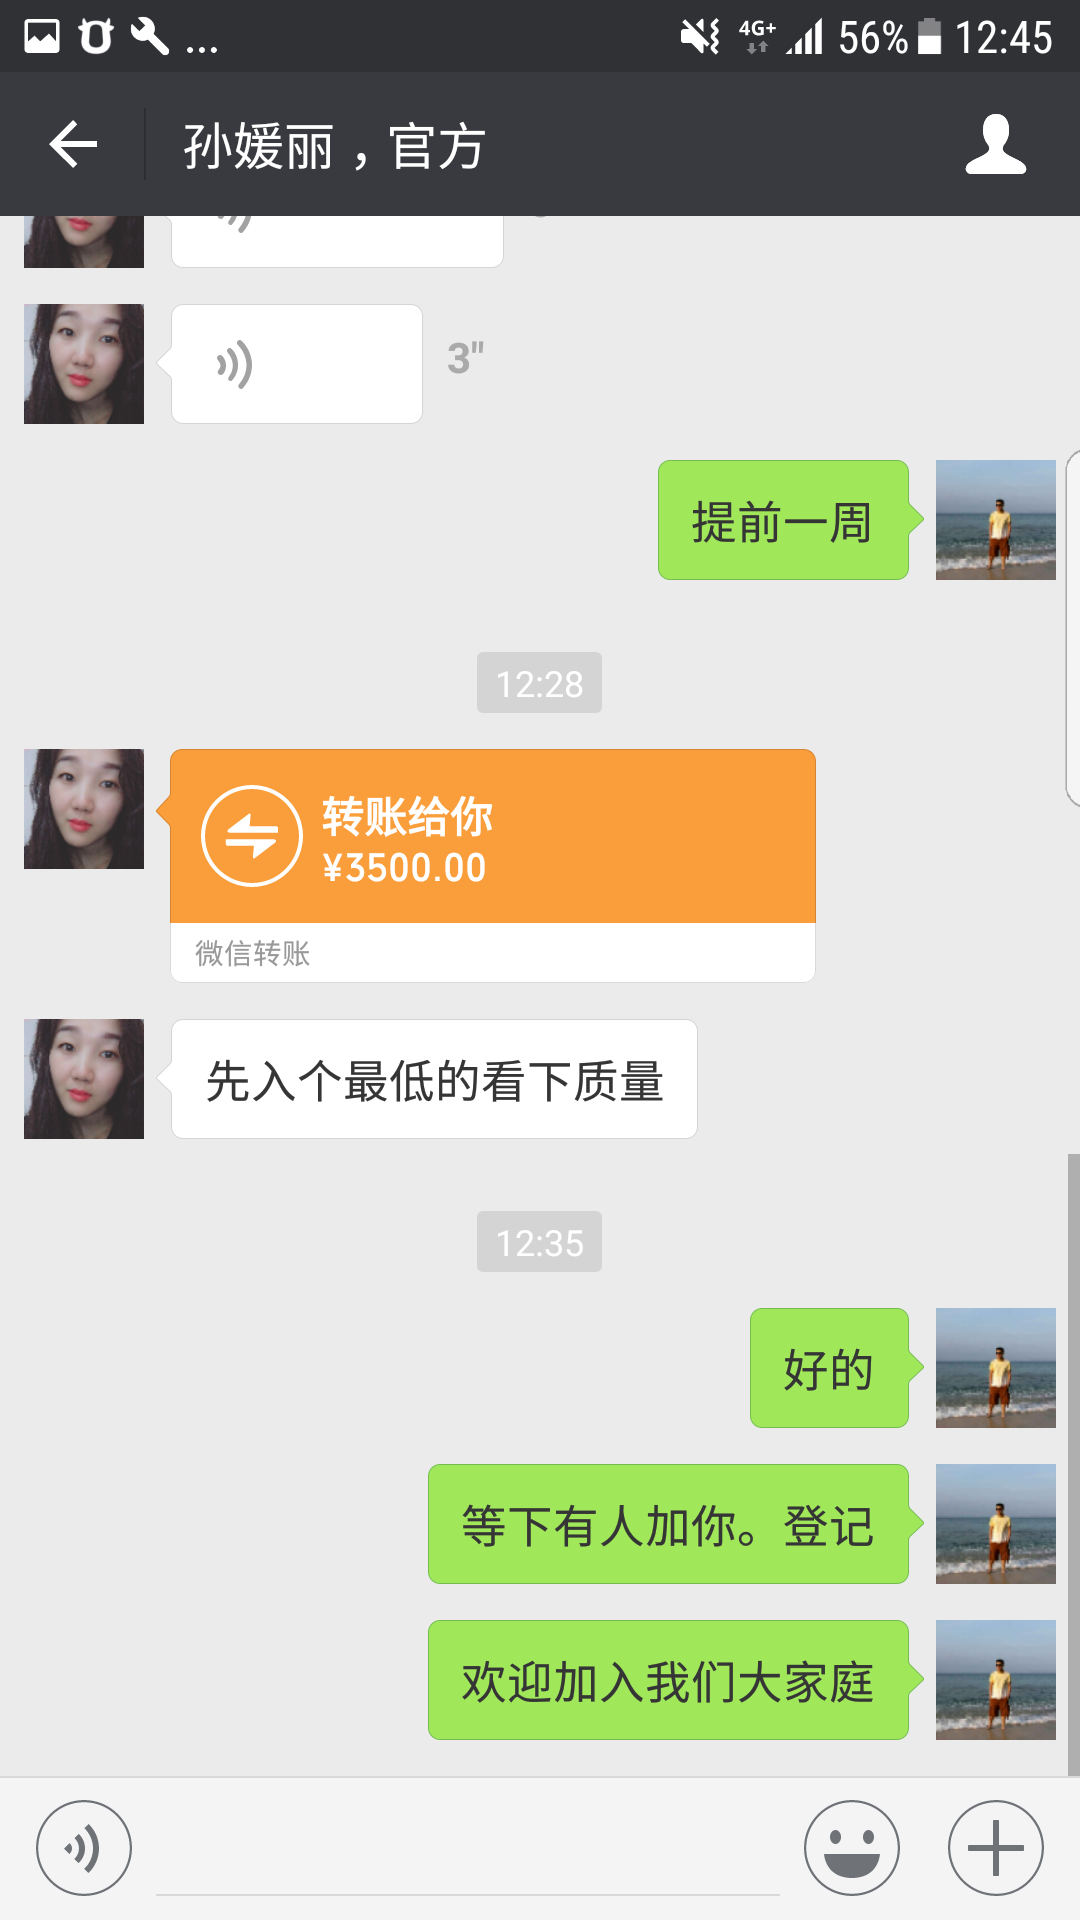 ... 4G+ 56% 12:45
孙媛丽，官方
3"
提前一周
12:28
转账给你
¥3500.00
微信转账
先入个最低的看下质量
12:35
好的
等下有人加你。登记
欢迎加入我们大家庭